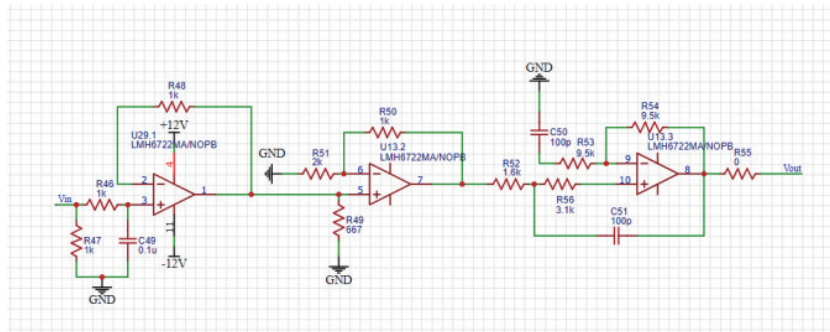 R48
1k
U29.1
+12V
LMH6722MA/NOPB
4
2
3
1
11
-12V
Vin
R46
1k
R47
1k
C49
0.1u
GND
GND
R51
2k
R50
1k
U13.2
LMH6722MA/NOPB
6
5
7
R49
667
GND
R52
1.6k
GND
C50
100p
R53
9.5k
R54
9.5k
U13.3
LMH6722MA/NOPB
9
10
8
R56
3.1k
C51
100p
R55
0
Vout